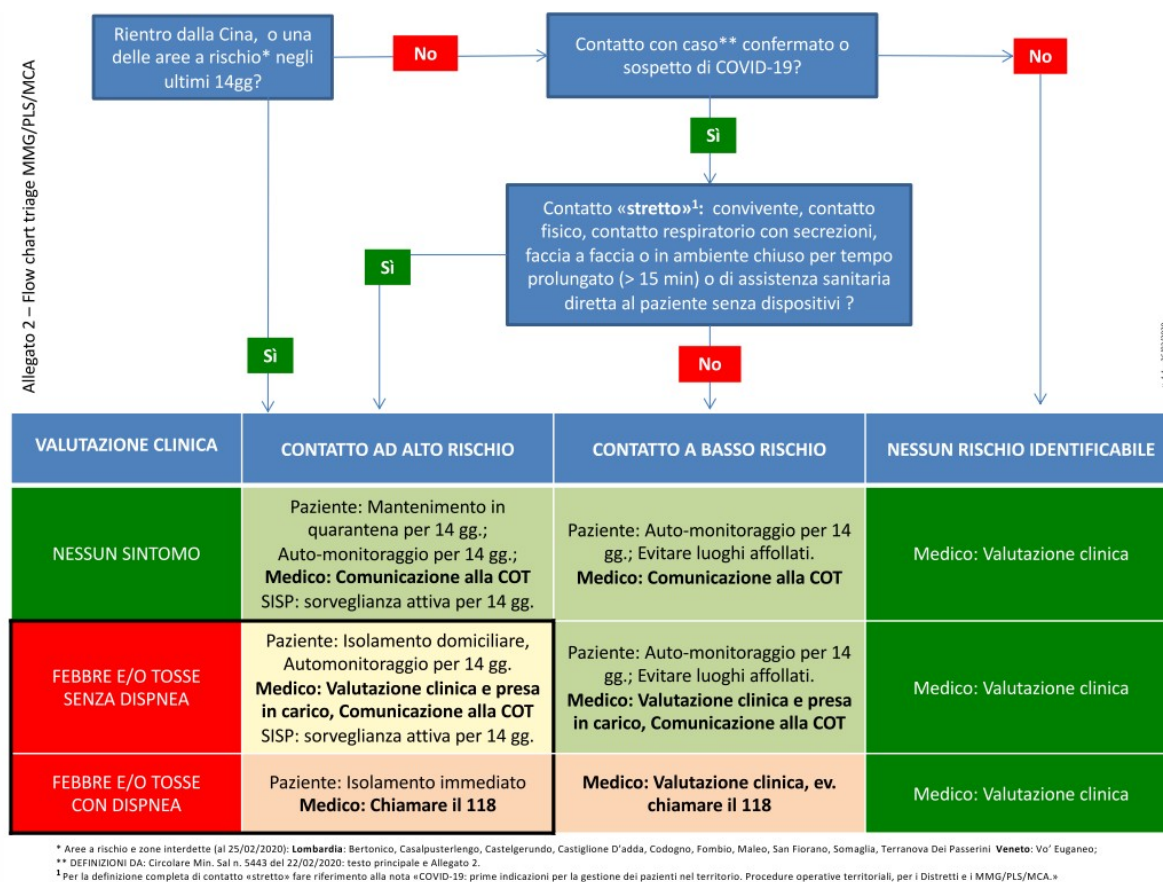 Allegato 2 – Flow chart triage MMG/PLS/MCA
Rientro dalla Cina, o una
delle aree a rischio* negli
ultimi 14gg?
No
Contatto con caso** confermato o
sospetto di COVID-19?
No
Sì
Contatto «stretto»1: convivente, contatto
fisico, contatto respiratorio con secrezioni,
faccia a faccia o in ambiente chiuso per tempo
prolungato (> 15 min) o di assistenza sanitaria
diretta al paziente senza dispositivi ?
Sì
Sì
No
VALUTAZIONE CLINICA
CONTATTO AD ALTO RISCHIO
CONTATTO A BASSO RISCHIO
NESSUN RISCHIO IDENTIFICABILE
NESSUN SINTOMO
Paziente: Mantenimento in
quarantena per 14 gg.;
Auto-monitoraggio per 14 gg.;
Medico: Comunicazione alla COT
SISP: sorveglianza attiva per 14 gg.
Paziente: Auto-monitoraggio per 14
gg.; Evitare luoghi affollati.
Medico: Comunicazione alla COT
Medico: Valutazione clinica
FEBBRE E/O TOSSE
SENZA DISPNEA
Paziente: Isolamento domiciliare,
Automonitoraggio per 14 gg.
Medico: Valutazione clinica e presa
in carico, Comunicazione alla COT
SISP: sorveglianza attiva per 14 gg.
Paziente: Auto-monitoraggio per 14
gg.; Evitare luoghi affollati.
Medico: Valutazione clinica e presa
in carico, Comunicazione alla COT
Medico: Valutazione clinica
FEBBRE E/O TOSSE
CON DISPNEA
Paziente: Isolamento immediato
Medico: Chiamare il 118
Medico: Valutazione clinica, ev.
chiamare il 118
Medico: Valutazione clinica
* Aree a rischio e zone interdette (al 25/02/2020): Lombardia: Bertonico, Casalpusterlengo, Castelgerundo, Castiglione D'adda, Codogno, Fombio, Maleo, San Fiorano, Somaglia, Terranova Dei Passerini Veneto: Vo' Euganeo;
** DEFINIZIONI DA: Circolare Min. Sal n. 5443 del 22/02/2020: testo principale e Allegato 2.
1 Per la definizione completa di contatto «stretto» fare riferimento alla nota «COVID-19: prime indicazioni per la gestione dei pazienti nel territorio. Procedure operative territoriali, per i Distretti e i MMG/PLS/MCA.»